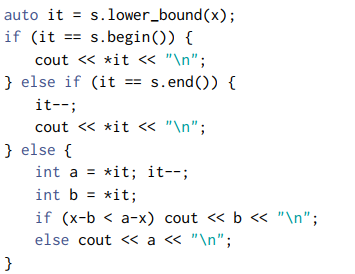 auto it = s.lower_bound(x);
if (it == s.begin()) {
    cout << *it << "\n";
} else if (it == s.end()) {
    it--;
    cout << *it << "\n";
} else {
    int a = *it; it--;
    int b = *it;
    if (x-b < a-x) cout << b << "\n";
    else cout << a << "\n";
}